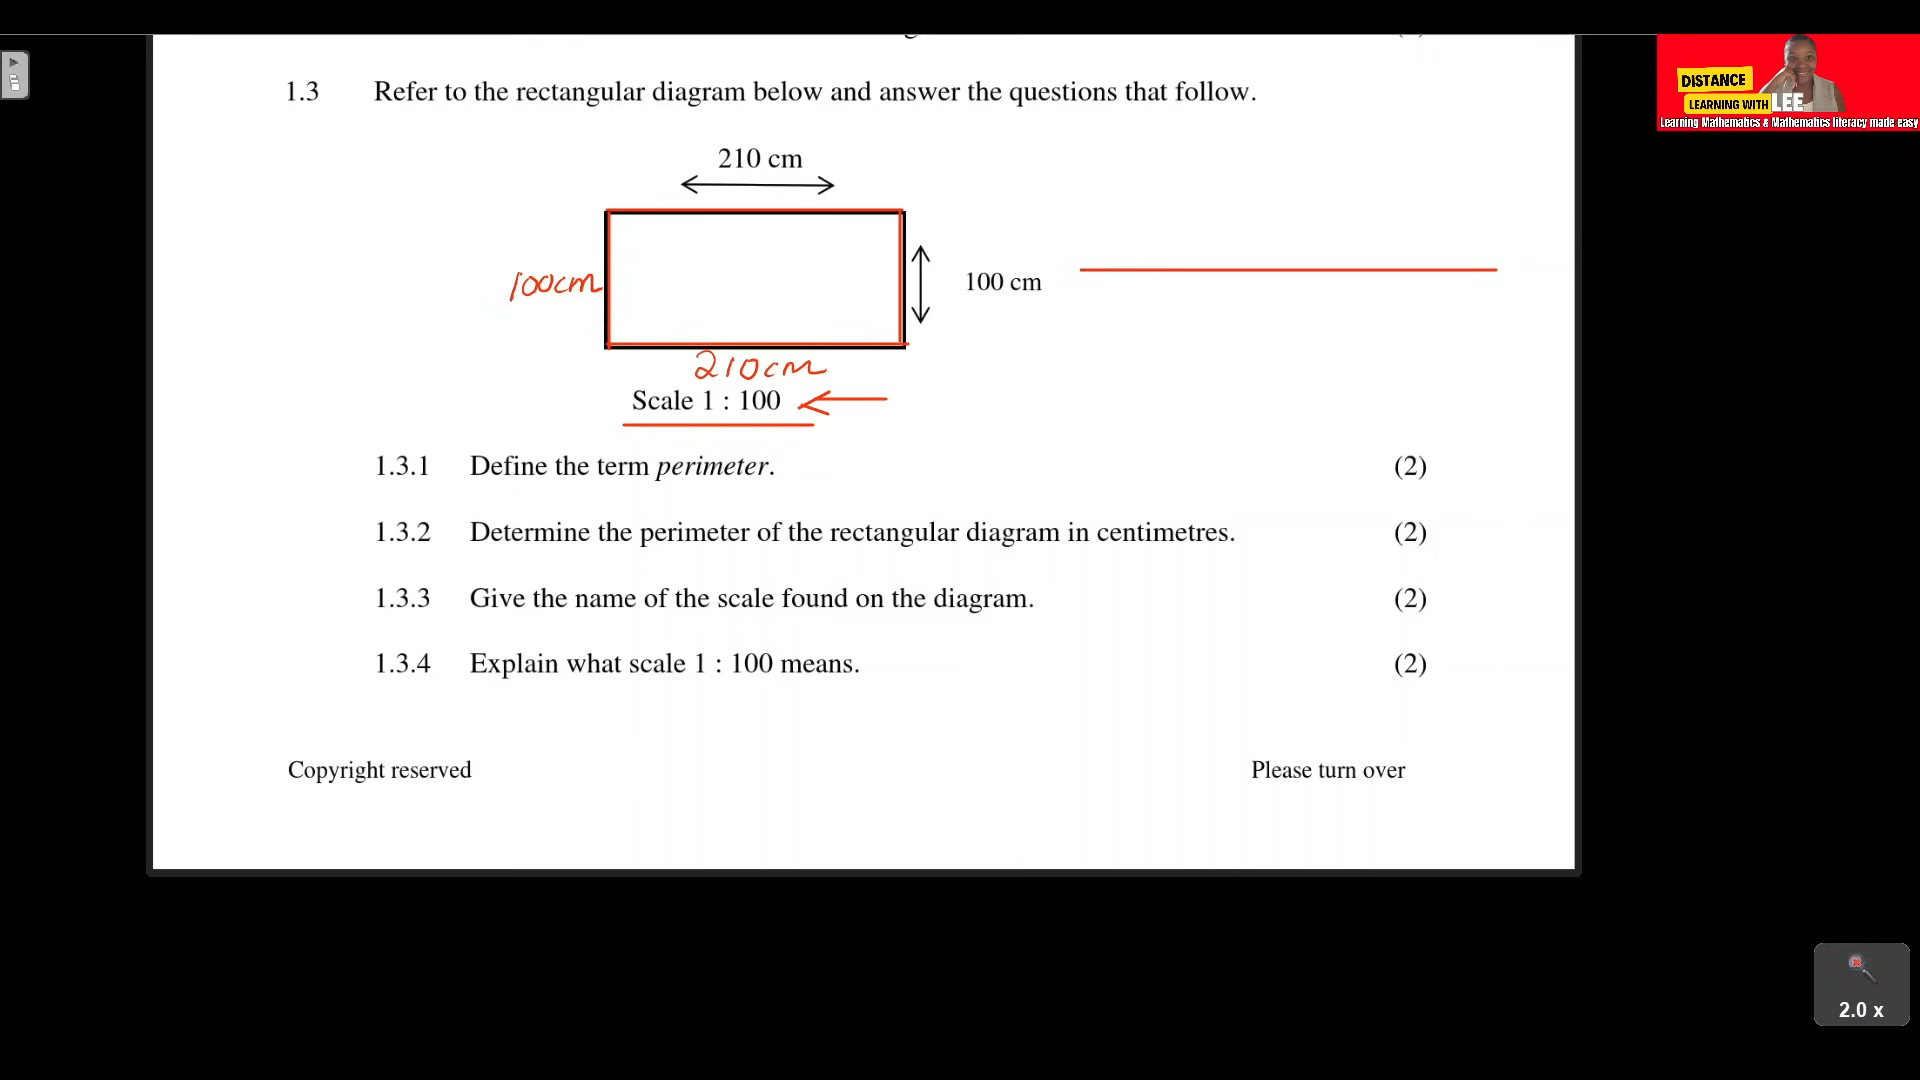 DISTANCE
LEARNING WITH LEE
Learning Mathematics & Mathematics literacy made easy
1.3 Refer to the rectangular diagram below and answer the questions that follow.
210 cm
100cm
100 cm
210cm
Scale 1 : 100
1.3.1 Define the term perimeter. (2)
1.3.2 Determine the perimeter of the rectangular diagram in centimetres. (2)
1.3.3 Give the name of the scale found on the diagram. (2)
1.3.4 Explain what scale 1 : 100 means. (2)
Copyright reserved Please turn over
2.0 x